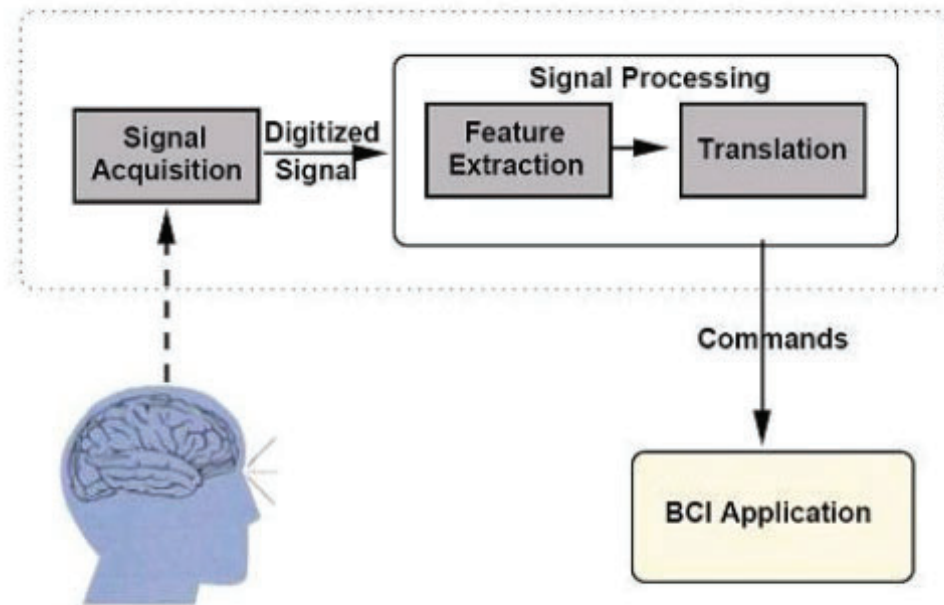 Signal Processing
Signal
Acquisition
Digitized
Signal
Feature
Extraction
Translation
Commands
BCI Application